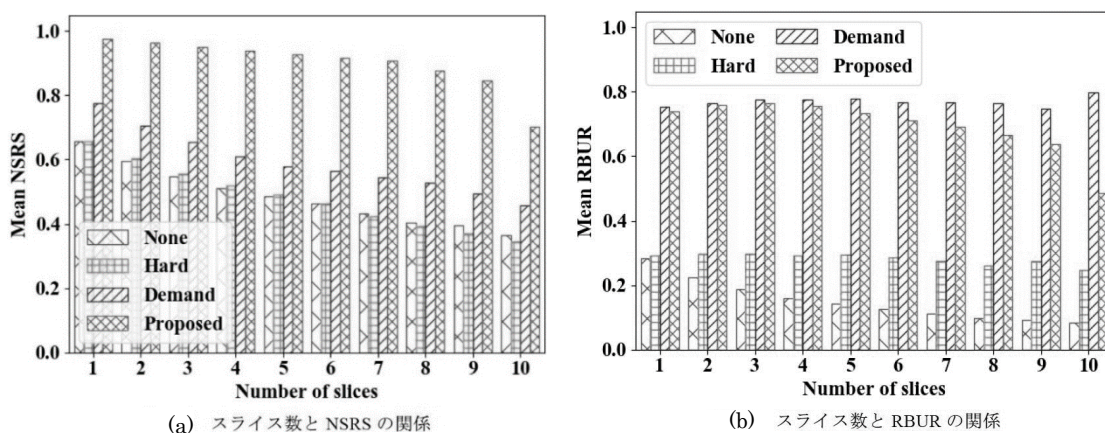 1.0
0.8
0.6
0.4
0.2
0.0
Mean NSRS
None
Hard
Demand
Proposed
1 2 3 4 5 6 7 8 9 10
Number of slices
(a) スライス数と NSRS の関係
1.0
0.8
0.6
0.4
0.2
0.0
Mean RBUR
None Demand
Hard Proposed
1 2 3 4 5 6 7 8 9 10
Number of slices
(b) スライス数と RBUR の関係